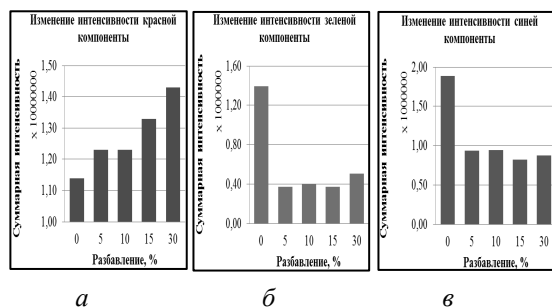 Изменение интенсивности красной
компоненты
Суммарная интенсивность
x 10000000
1,50
1,40
1,30
1,20
1,10
1,00
0 5 10 15 30
Разбавление, %
а
Изменение интенсивности зеленой
компоненты
Суммарная интенсивность
x 10000000
1,60
1,20
0,80
0,40
0,00
0 5 10 15 30
Разбавление, %
б
Изменение интенсивности синей
компоненты
Суммарная интенсивность
x 10000000
2,00
1,50
1,00
0,50
0,00
0 5 10 15 30
Разбавление, %
в